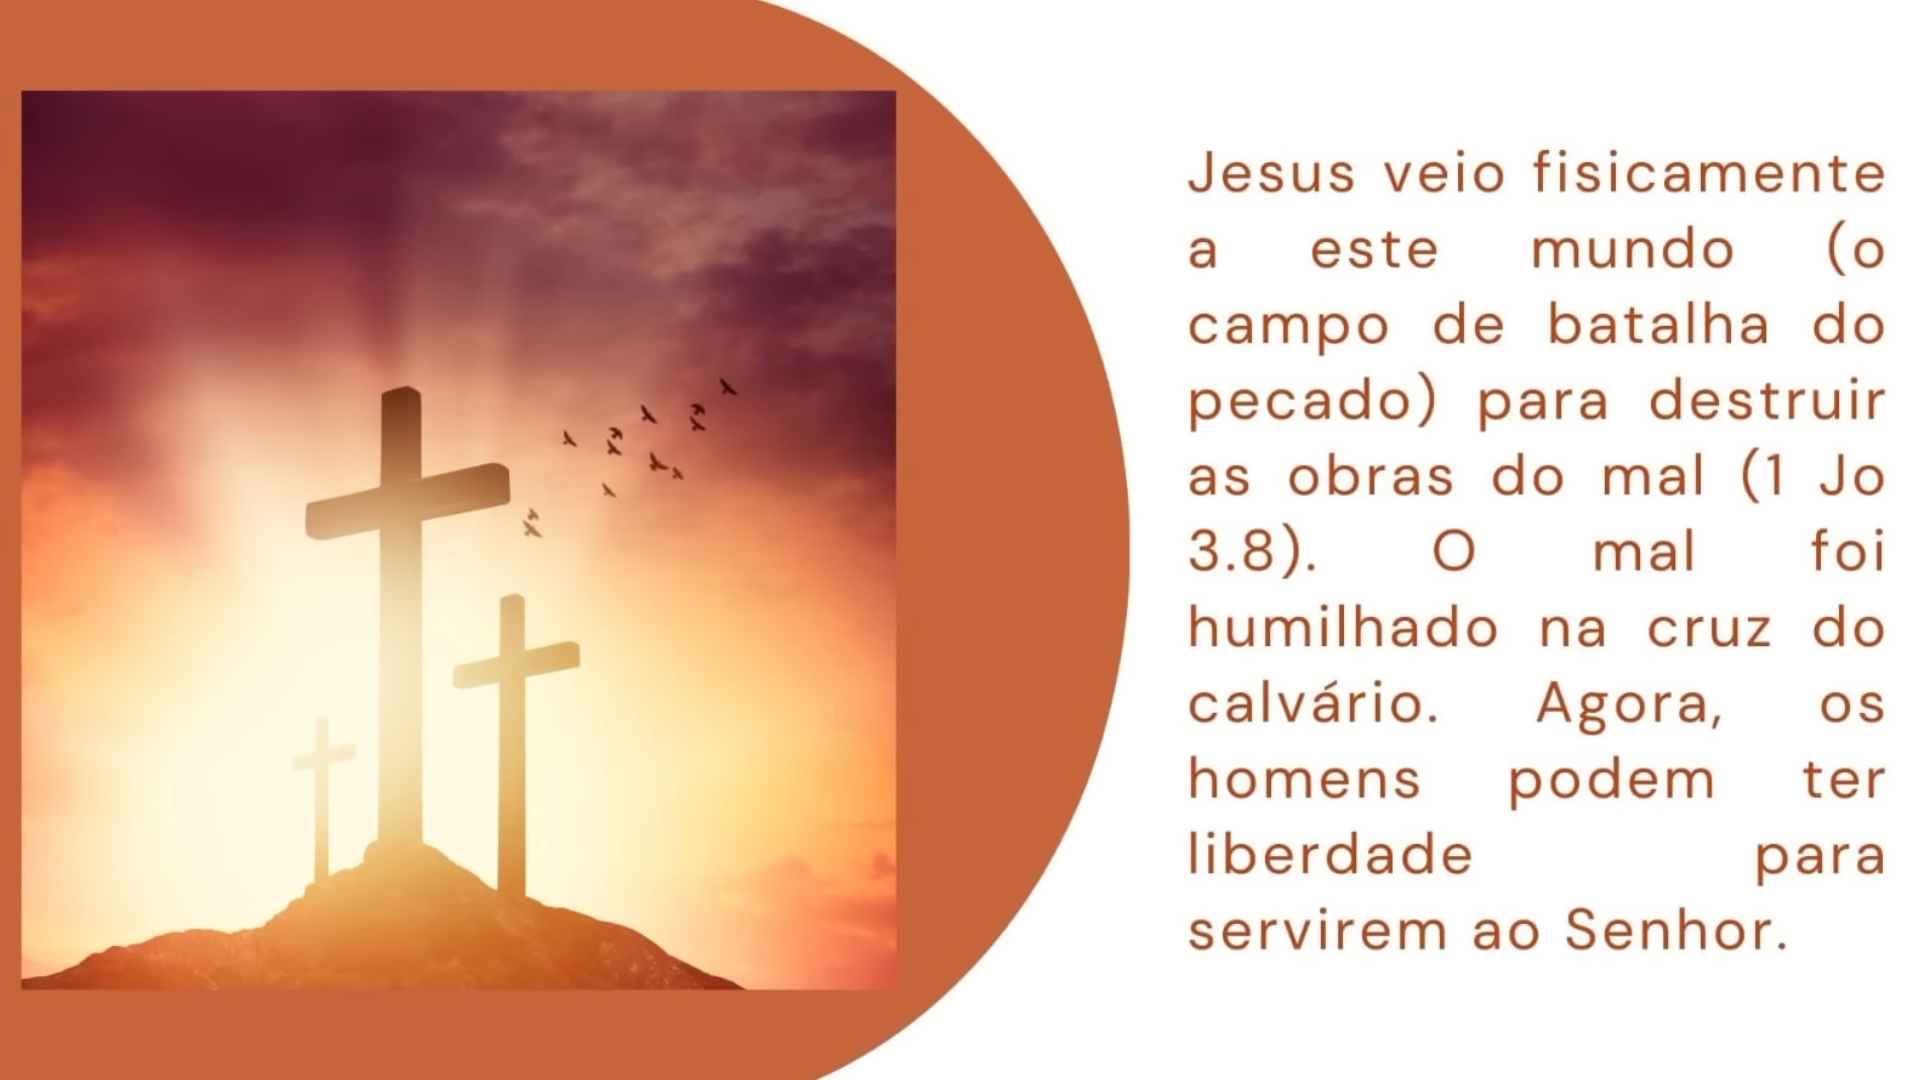 Jesus veio fisicamente
a este mundo (o
campo de batalha do
pecado) para destruir
as obras do mal (1 Jo
3.8). O mal foi
humilhado na cruz do
calvário. Agora, os
homens podem ter
liberdade para
servirem ao Senhor.